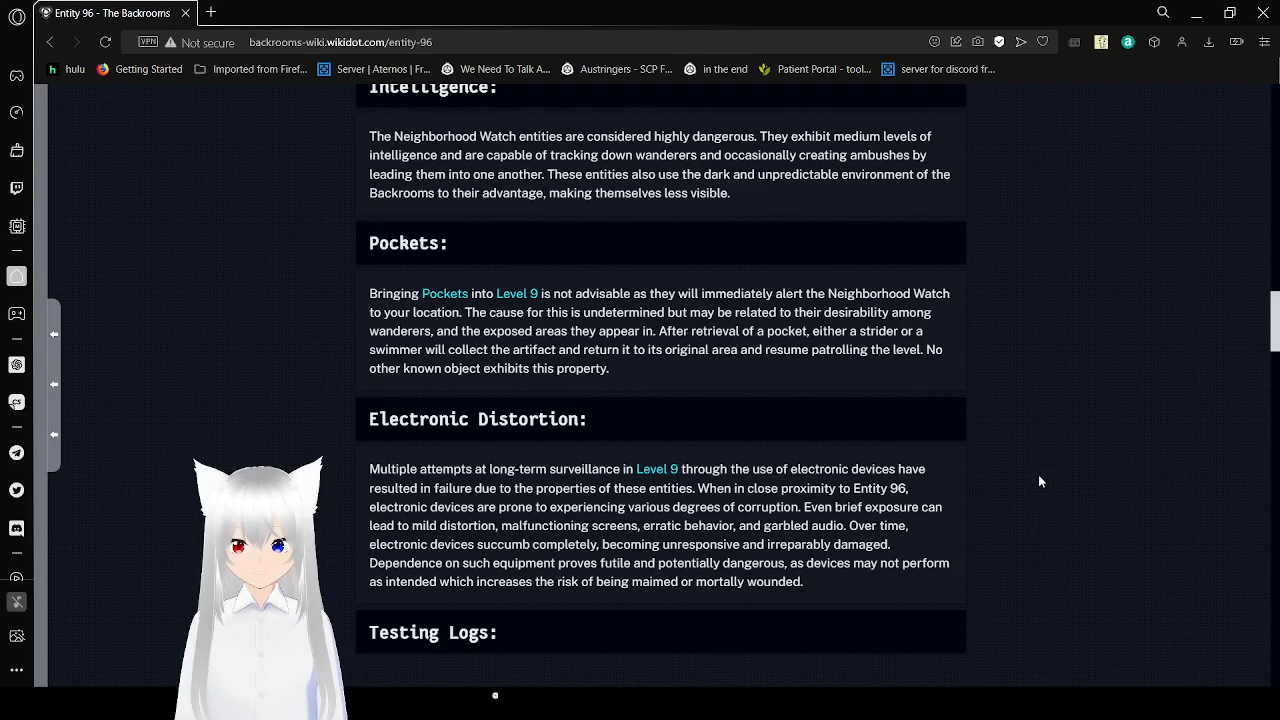 Entity 96 - The Backrooms
VPN
Not secure
backrooms-wiki.wikidot.com/entity-96
hulu
Getting Started
Imported from Firef...
Server | Aternos | Fr...
We Need To Talk A...
Austringers - SCP F...
in the end
Patient Portal - tool...
server for discord fr...
Intelligence:
The Neighborhood Watch entities are considered highly dangerous. They exhibit medium levels of
intelligence and are capable of tracking down wanderers and occasionally creating ambushes by
leading them into one another. These entities also use the dark and unpredictable environment of the
Backrooms to their advantage, making themselves less visible.
Pockets:
Bringing Pockets into Level 9 is not advisable as they will immediately alert the Neighborhood Watch
to your location. The cause for this is undetermined but may be related to their desirability among
wanderers, and the exposed areas they appear in. After retrieval of a pocket, either a strider or a
swimmer will collect the artifact and return it to its original area and resume patrolling the level. No
other known object exhibits this property.
Electronic Distortion:
Multiple attempts at long-term surveillance in Level 9 through the use of electronic devices have
resulted in failure due to the properties of these entities. When in close proximity to Entity 96,
electronic devices are prone to experiencing various degrees of corruption. Even brief exposure can
lead to mild distortion, malfunctioning screens, erratic behavior, and garbled audio. Over time,
electronic devices succumb completely, becoming unresponsive and irreparably damaged.
Dependence on such equipment proves futile and potentially dangerous, as devices may not perform
as intended which increases the risk of being maimed or mortally wounded.
Testing Logs: